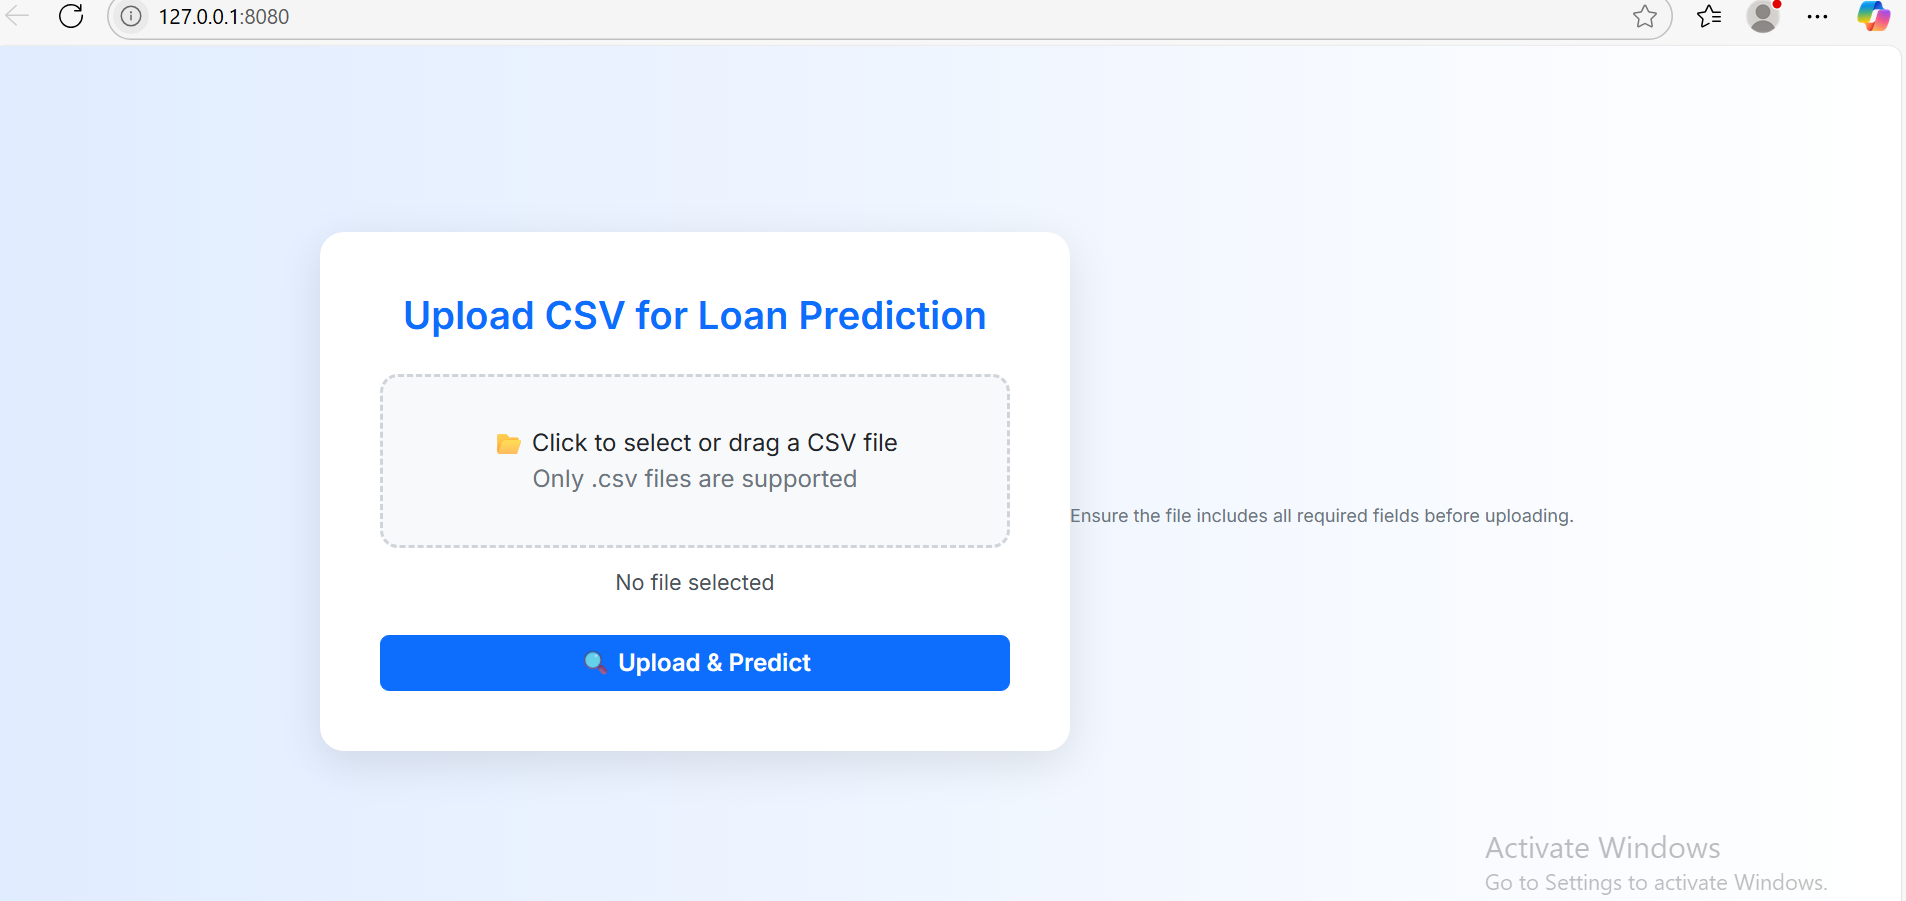 127.0.0.1:8080
Upload CSV for Loan Prediction
📂 Click to select or drag a CSV file
Only .csv files are supported
Ensure the file includes all required fields before uploading.
No file selected
🔍 Upload & Predict
Activate Windows
Go to Settings to activate Windows.